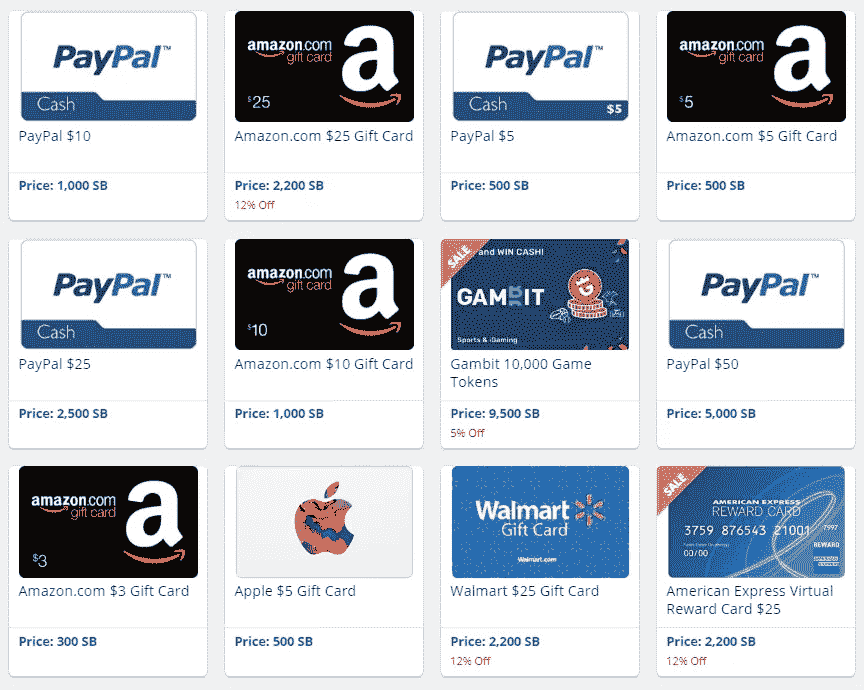 PayPal™
Cash
PayPal $10
Price: 1,000 SB
amazon.com
gift card
$25
Amazon.com $25 Gift Card
Price: 2,200 SB
12% Off
PayPal™
Cash
$5
PayPal $5
Price: 500 SB
amazon.com
gift card
$5
Amazon.com $5 Gift Card
Price: 500 SB
PayPal™
Cash
PayPal $25
Price: 2,500 SB
amazon.com
gift card
$10
Amazon.com $10 Gift Card
Price: 1,000 SB
SALE
and WIN CASH!
GAMBIT
Sports & iGaming
Gambit 10,000 Game
Tokens
Price: 9,500 SB
5% Off
PayPal™
Cash
PayPal $50
Price: 5,000 SB
amazon.com
gift card
$3
Amazon.com $3 Gift Card
Price: 300 SB
Apple $5 Gift Card
Price: 500 SB
Walmart
Gift Card
Walmart.com
Walmart $25 Gift Card
Price: 2,200 SB
12% Off
SALE
AMERICAN EXPRESS
REWARD CARD
3759 876543 21001
7997
REWARD
00/00
American Express Virtual
Reward Card $25
Price: 2,200 SB
12% Off